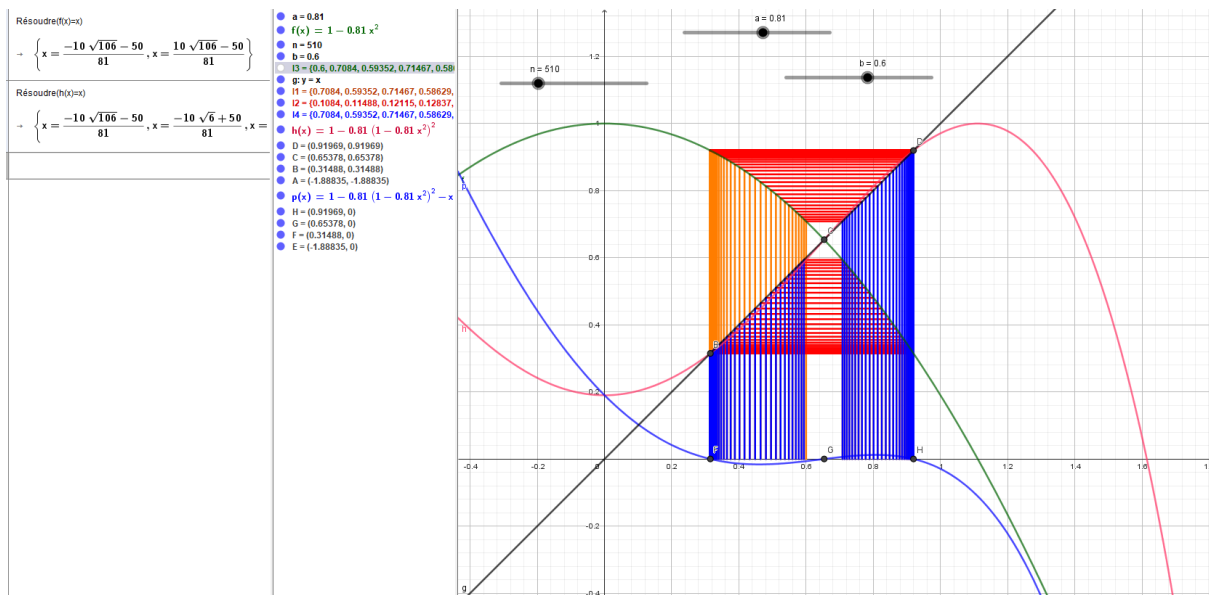 Résoudre(f(x)=x)
→ { x = (−10 √106 − 50)/81 , x = (10 √106 − 50)/81 }
Résoudre(h(x)=x)
→ { x = (−10 √106 − 50)/81 , x = (−10 √6 + 50)/81 , x =
a = 0.81
f(x) = 1 − 0.81 x²
n = 510
b = 0.6
l3 = {0.6, 0.7084, 0.59352, 0.71467, 0.586
g: y = x
l1 = {0.7084, 0.59352, 0.71467, 0.58629,
l2 = {0.1084, 0.11488, 0.12115, 0.12837,
l4 = {0.7084, 0.59352, 0.71467, 0.58629,
h(x) = 1 − 0.81 (1 − 0.81 x²)²
D = (0.91969, 0.91969)
C = (0.65378, 0.65378)
B = (0.31488, 0.31488)
A = (-1.88835, -1.88835)
p(x) = 1 − 0.81 (1 − 0.81 x²)² − x
H = (0.91969, 0)
G = (0.65378, 0)
F = (0.31488, 0)
E = (-1.88835, 0)
a = 0.81
n = 510
b = 0.6
1.2
1
0.8
0.6
0.4
0.2
-0.2
-0.4
-0.4
-0.2
0
0.2
0.4
0.6
0.8
1
1.2
1.4
1.6
1.8
f
p
h
g
D
C
B
F
G
H